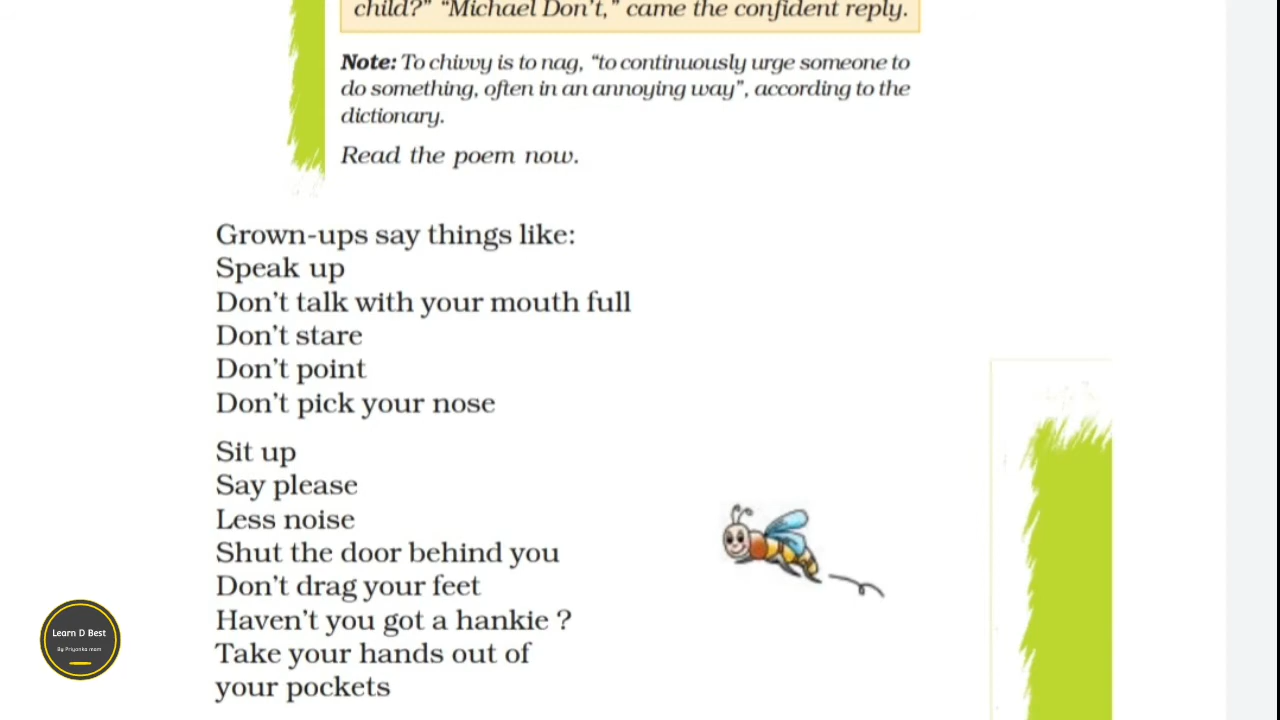 child?” “Michael Don’t,” came the confident reply.
Note: To chivvy is to nag, “to continuously urge someone to
do something, often in an annoying way”, according to the
dictionary.
Read the poem now.
Grown-ups say things like:
Speak up
Don’t talk with your mouth full
Don’t stare
Don’t point
Don’t pick your nose
Sit up
Say please
Less noise
Shut the door behind you
Don’t drag your feet
Haven’t you got a hankie ?
Take your hands out of
your pockets
Learn D Best
By Priyanka mam